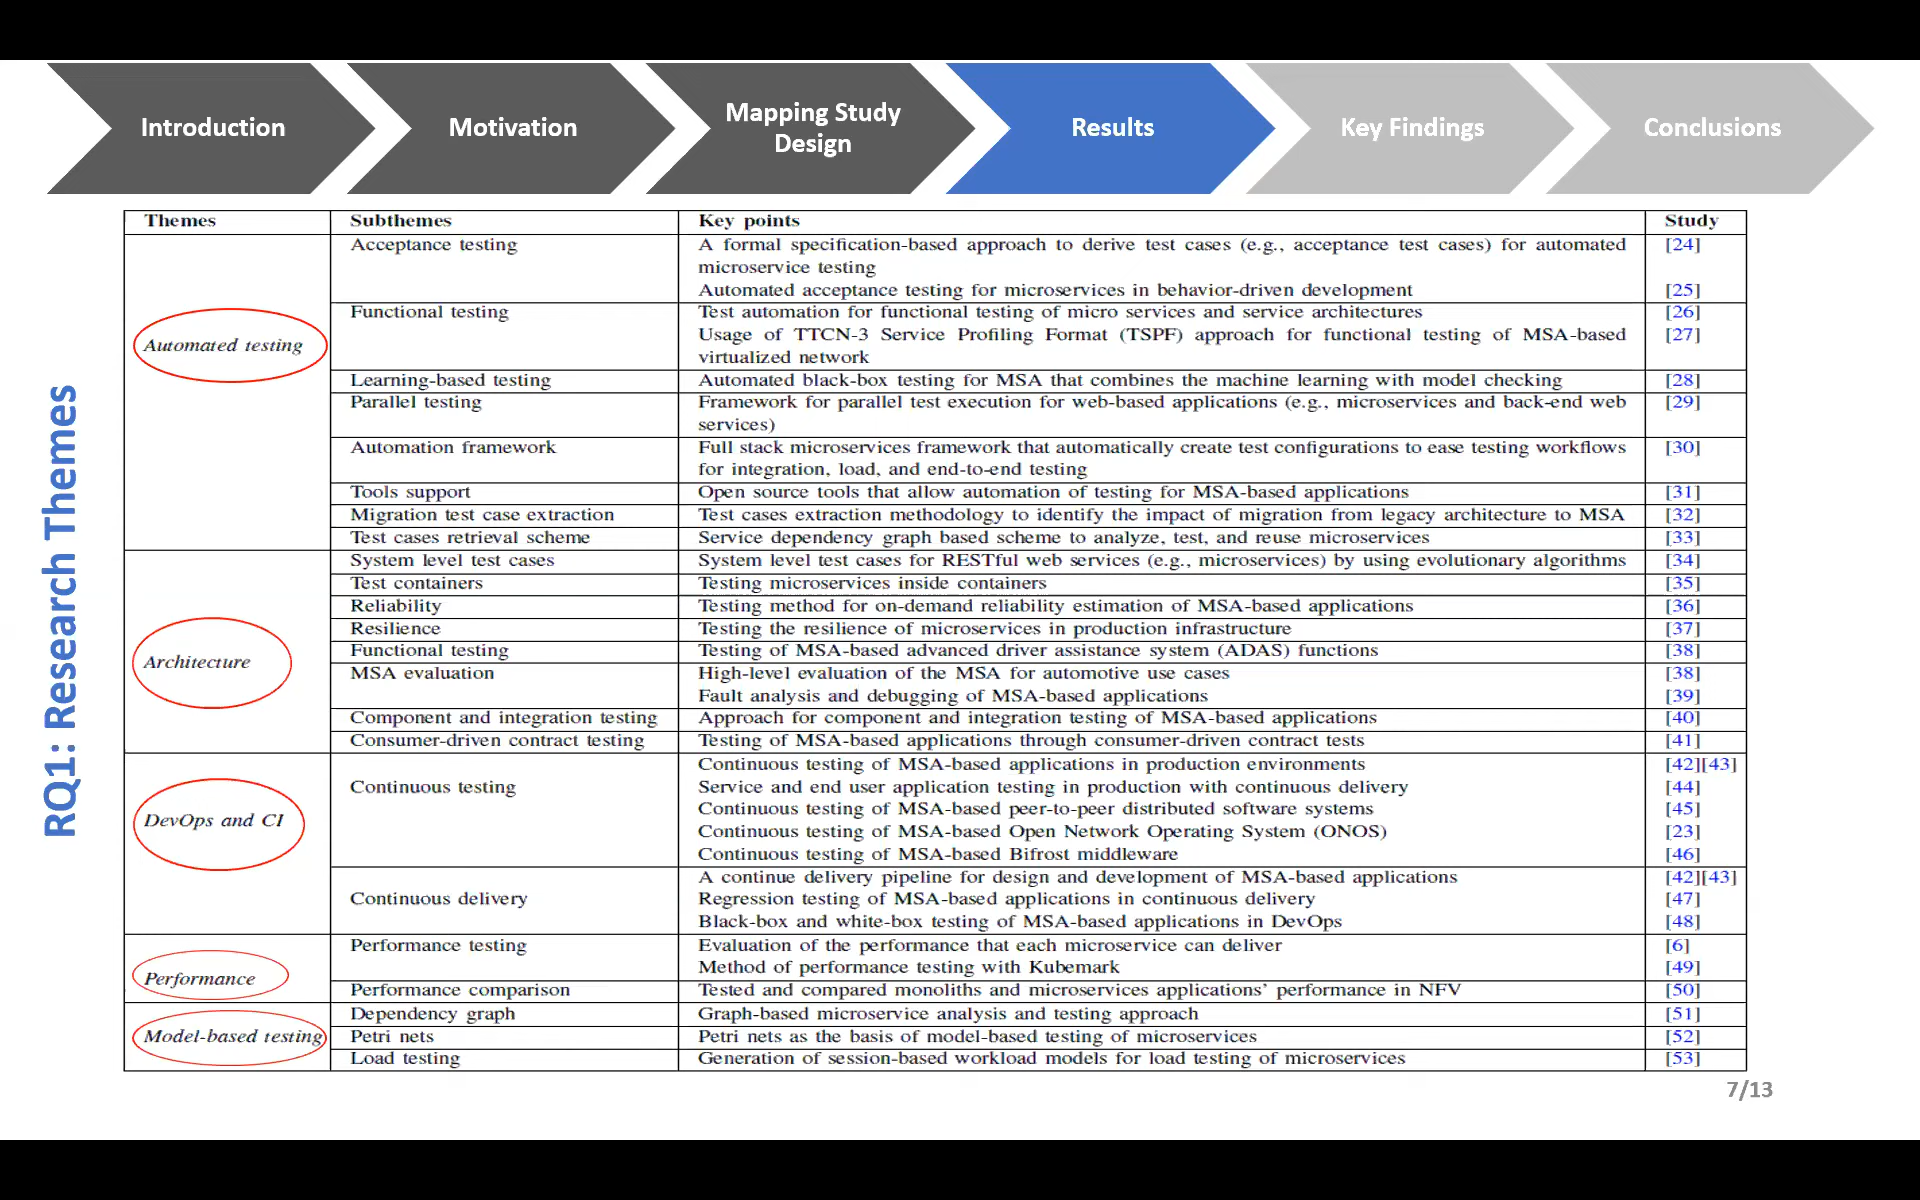 Introduction
Motivation
Mapping Study
Design
Results
Key Findings
Conclusions
RQ1: Research Themes
Themes Subthemes Key points Study
Automated testing
Acceptance testing A formal specification-based approach to derive test cases (e.g., acceptance test cases) for automated [24]
microservice testing
Automated acceptance testing for microservices in behavior-driven development [25]
Functional testing Test automation for functional testing of micro services and service architectures [26]
Usage of TTCN-3 Service Profiling Format (TSPF) approach for functional testing of MSA-based [27]
virtualized network
Learning-based testing Automated black-box testing for MSA that combines the machine learning with model checking [28]
Parallel testing Framework for parallel test execution for web-based applications (e.g., microservices and back-end web [29]
services)
Automation framework Full stack microservices framework that automatically create test configurations to ease testing workflows [30]
for integration, load, and end-to-end testing
Tools support Open source tools that allow automation of testing for MSA-based applications [31]
Migration test case extraction Test cases extraction methodology to identify the impact of migration from legacy architecture to MSA [32]
Test cases retrieval scheme Service dependency graph based scheme to analyze, test, and reuse microservices [33]
Architecture
System level test cases System level test cases for RESTful web services (e.g., microservices) by using evolutionary algorithms [34]
Test containers Testing microservices inside containers [35]
Reliability Testing method for on-demand reliability estimation of MSA-based applications [36]
Resilience Testing the resilience of microservices in production infrastructure [37]
Functional testing Testing of MSA-based advanced driver assistance system (ADAS) functions [38]
MSA evaluation High-level evaluation of the MSA for automotive use cases [38]
Fault analysis and debugging of MSA-based applications [39]
Component and integration testing Approach for component and integration testing of MSA-based applications [40]
Consumer-driven contract testing Testing of MSA-based applications through consumer-driven contract tests [41]
DevOps and CI
Continuous testing of MSA-based applications in production environments [42][43]
Continuous testing Service and end user application testing in production with continuous delivery [44]
Continuous testing of MSA-based peer-to-peer distributed software systems [45]
Continuous testing of MSA-based Open Network Operating System (ONOS) [23]
Continuous testing of MSA-based Bifrost middleware [46]
A continue delivery pipeline for design and development of MSA-based applications [42][43]
Continuous delivery Regression testing of MSA-based applications in continuous delivery [47]
Black-box and white-box testing of MSA-based applications in DevOps [48]
Performance
Performance testing Evaluation of the performance that each microservice can deliver [6]
Method of performance testing with Kubemark [49]
Performance comparison Tested and compared monoliths and microservices applications' performance in NFV [50]
Model-based testing
Dependency graph Graph-based microservice analysis and testing approach [51]
Petri nets Petri nets as the basis of model-based testing of microservices [52]
Load testing Generation of session-based workload models for load testing of microservices [53]
7/13